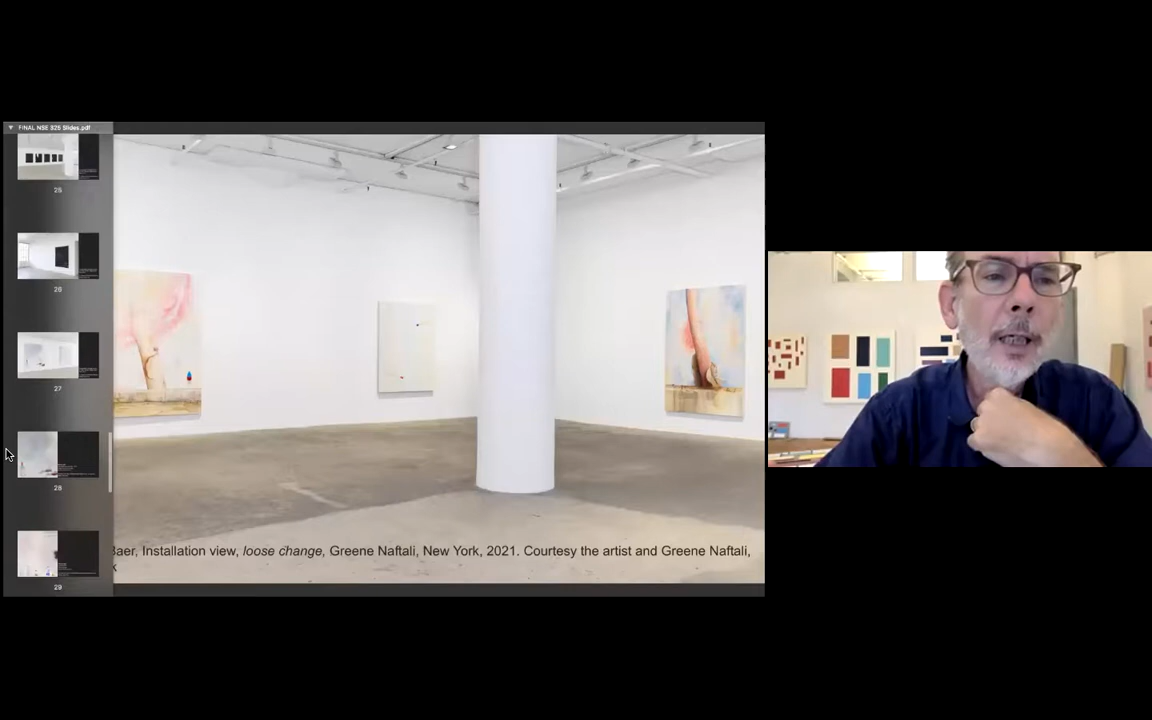 FINAL NSE 325 Slides.pdf
25
26
27
28
29
Baer, Installation view, loose change, Greene Naftali, New York, 2021. Courtesy the artist and Greene Naftali,
k